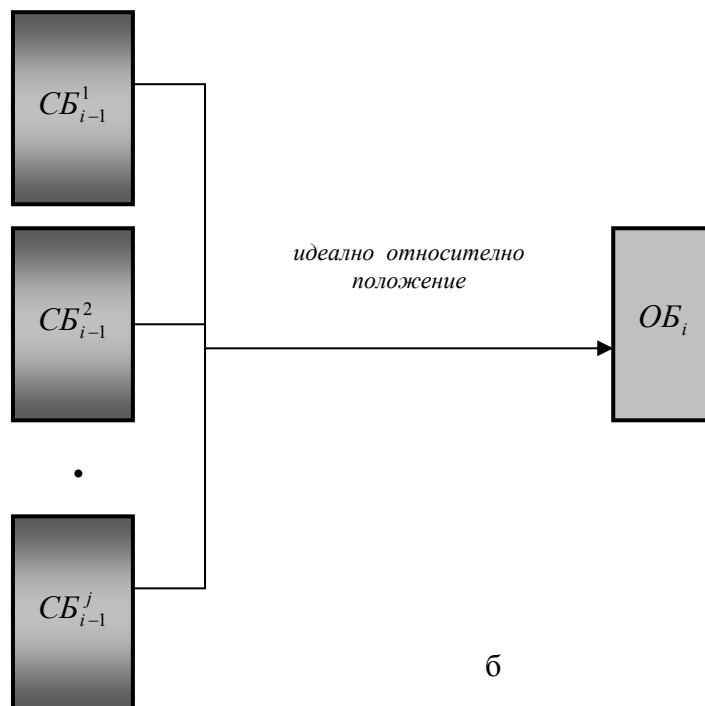 СБ¹ᵢ₋₁
СБ²ᵢ₋₁
идеално относително
положение
ОБᵢ
СБʲᵢ₋₁
б